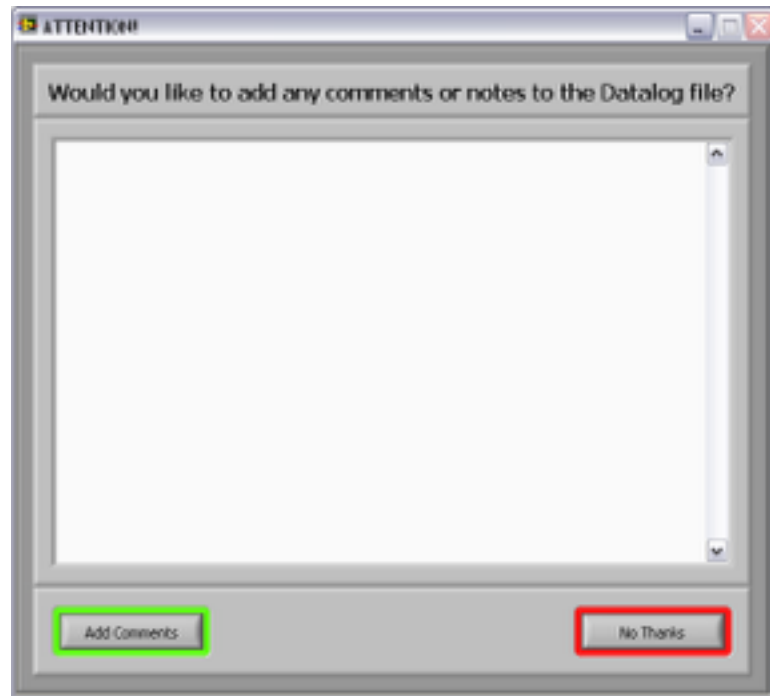 ATTENTION!
Would you like to add any comments or notes to the Datalog file?
Add Comments
No Thanks